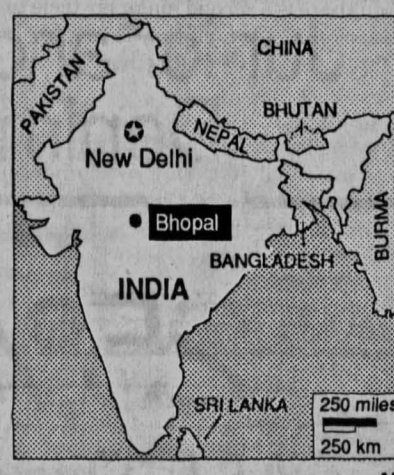 CHINA
PAKISTAN
BHUTAN
NEPAL
New Delhi
Bhopal
BANGLADESH
BURMA
INDIA
SRI LANKA
250 miles
250 km